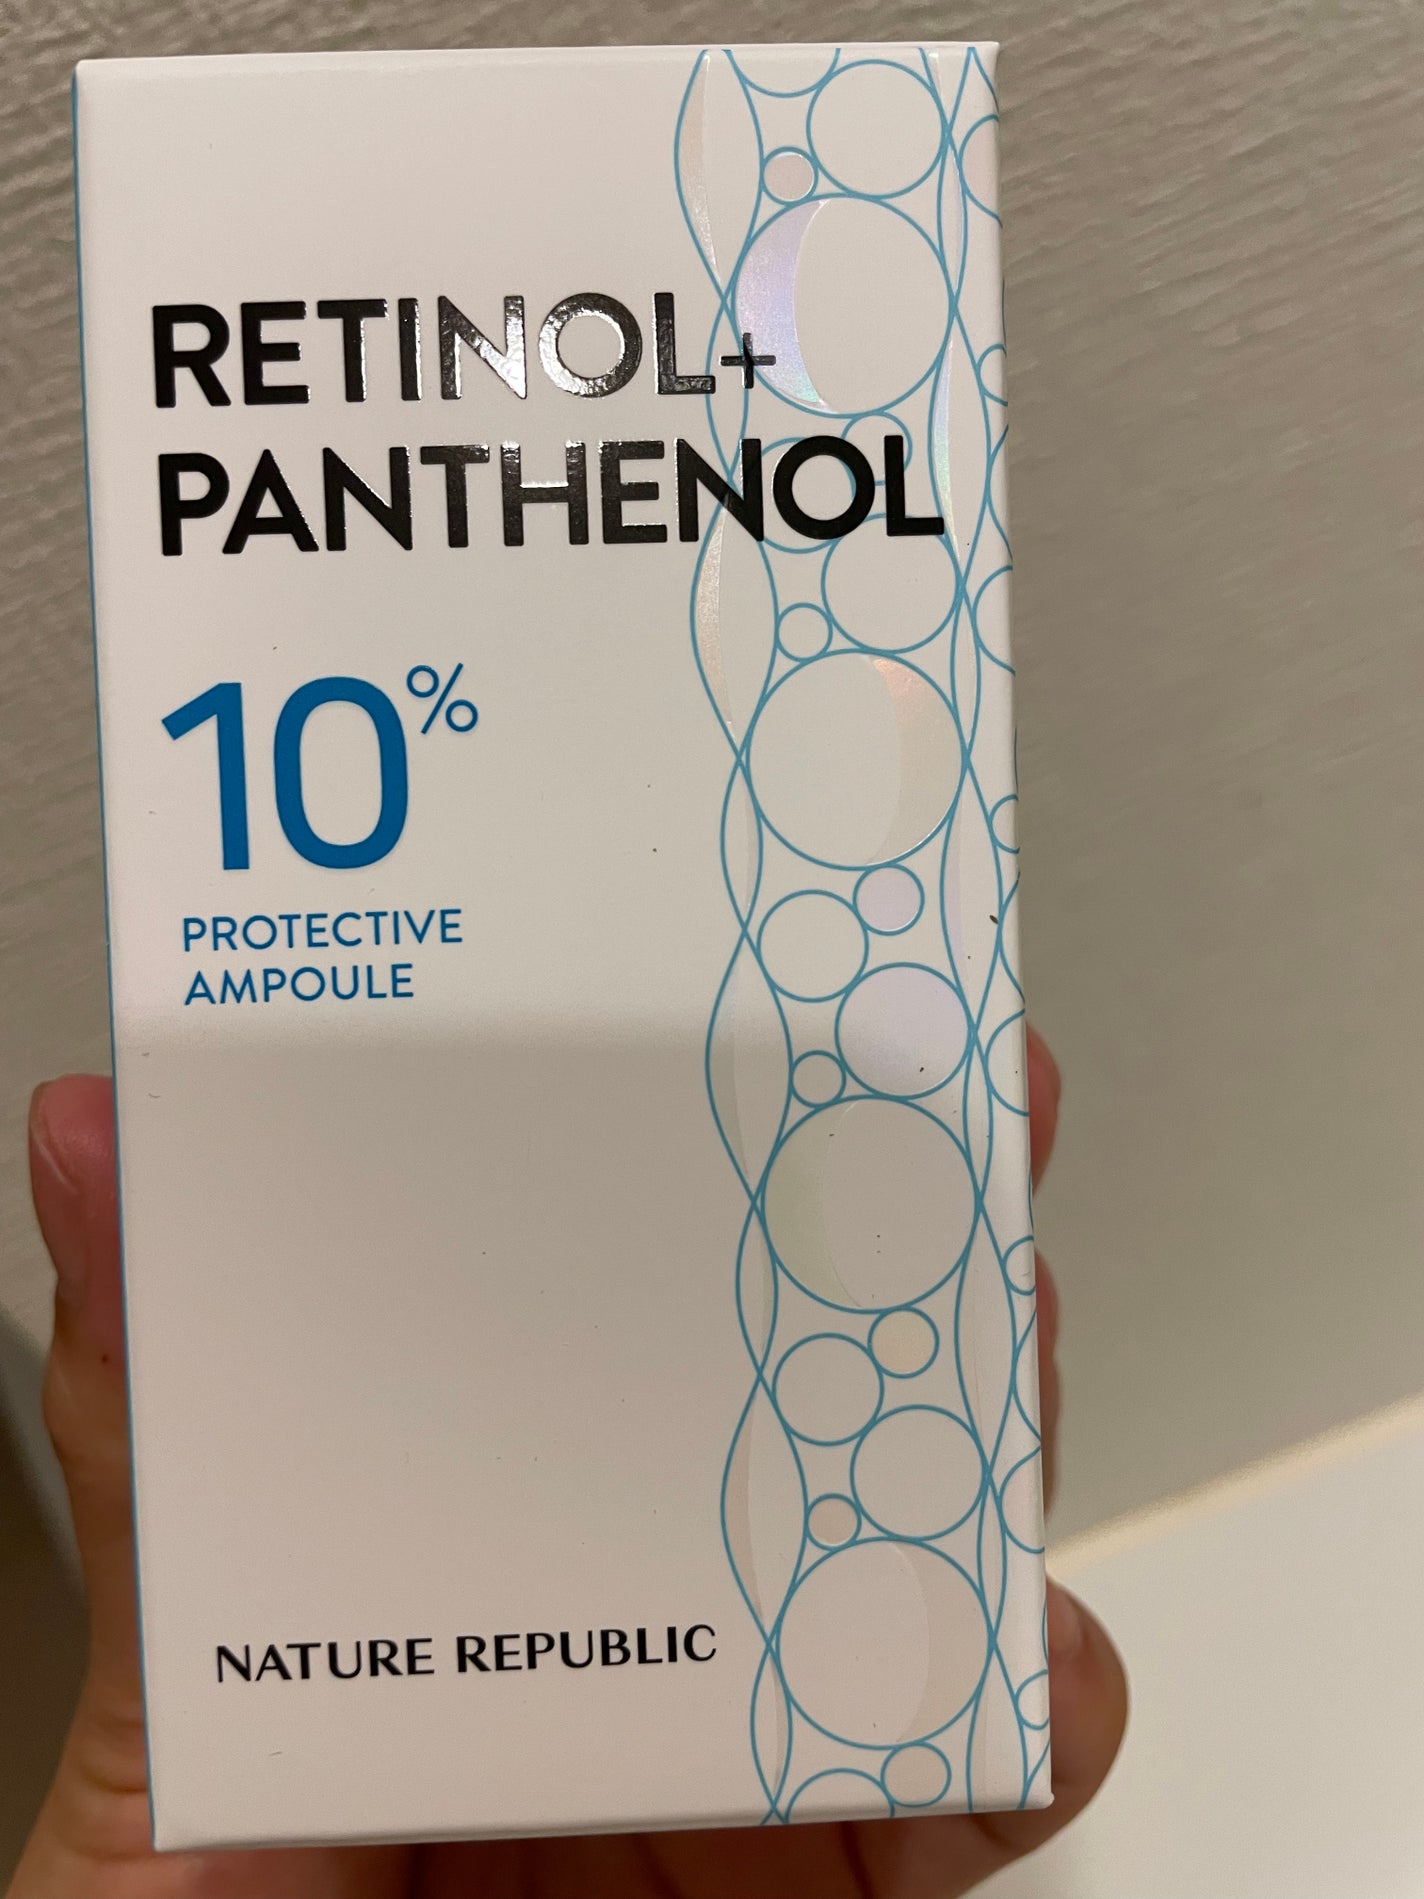 RETINOL+
PANTHENOL
10%
PROTECTIVE
AMPOULE
NATURE REPUBLIC